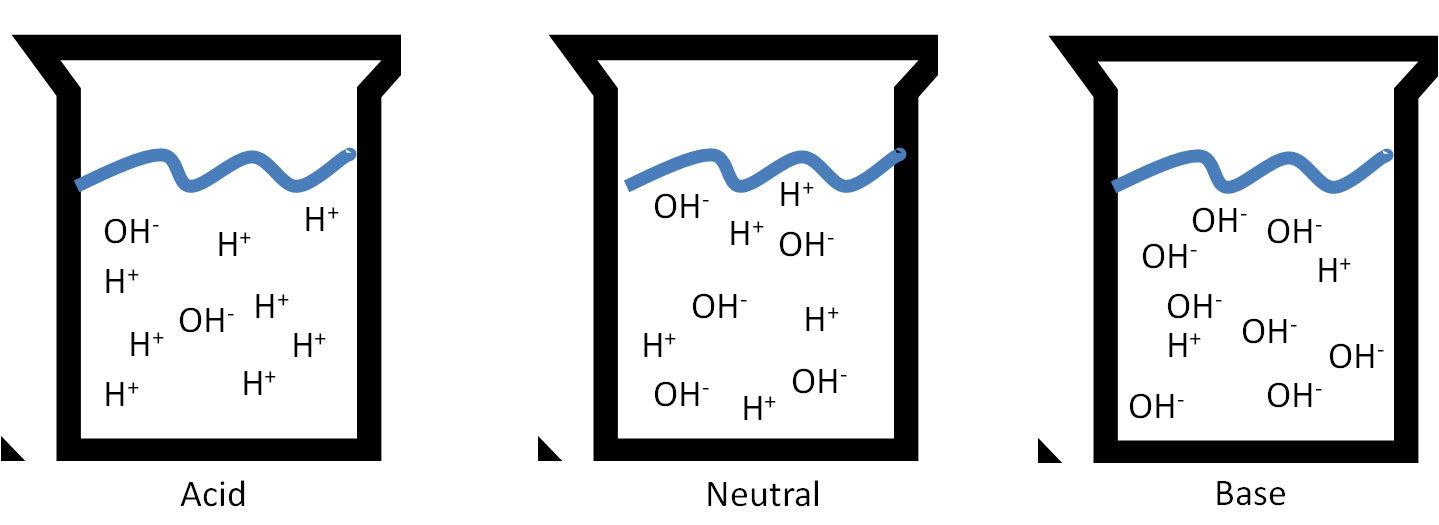 OH⁻ H⁺ H⁺
H⁺
OH⁻ H⁺
H⁺ H⁺
H⁺ H⁺
Acid
OH⁻ H⁺
H⁺ OH⁻
OH⁻ H⁺
H⁺
OH⁻ H⁺ OH⁻
Neutral
OH⁻ OH⁻
OH⁻ H⁺
OH⁻
H⁺ OH⁻ OH⁻
OH⁻ OH⁻
Base